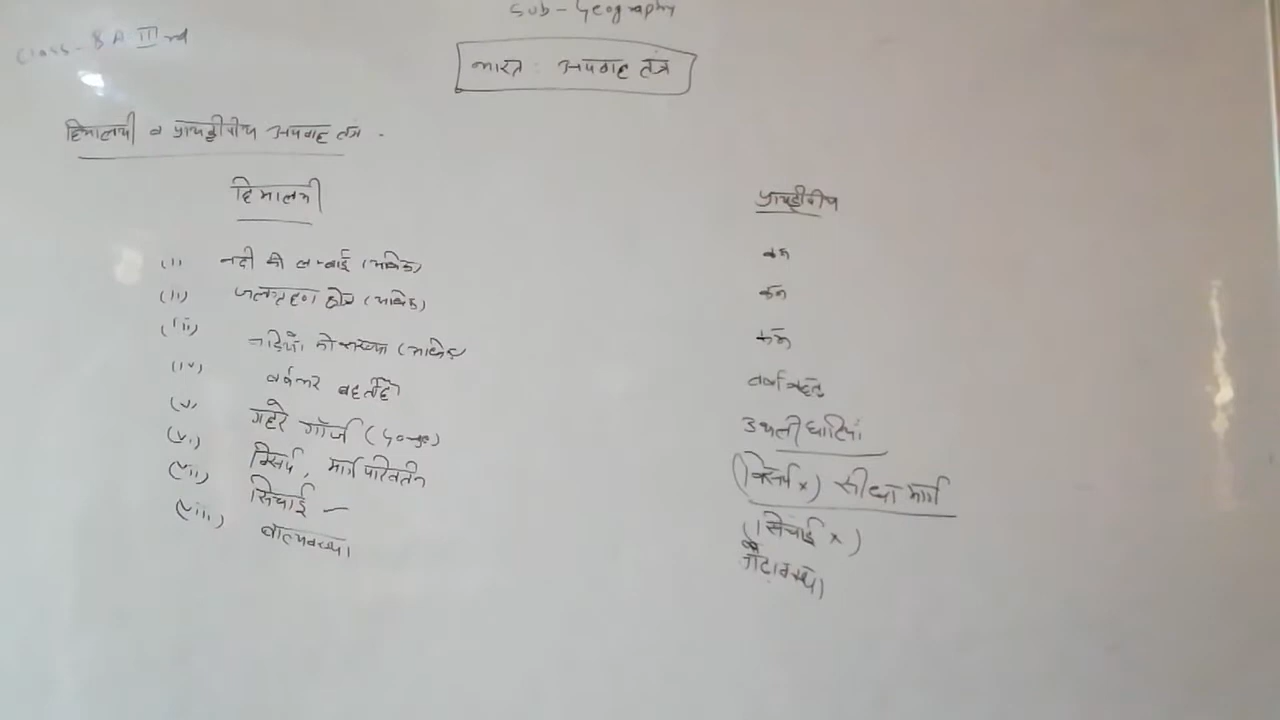 Sub - Geography
Class - B A III rd
भारत : अपवाह तंत्र
हिमालयी व प्रायद्वीपीय अपवाह तंत्र .
हिमालयी प्रायद्वीपीय
(i) नदी की लम्बाई (अधिक) कम
(ii) जलग्रहण क्षेत्र (अधिक) कम
(iii) नदियों की संख्या (अधिक) कम
(iv) वर्षभर बहती है वर्षा ऋतु
(v) गहरे गॉर्ज (Gorge) उथली घाटियां
(vi) विसर्प, मार्ग परिवर्तन (विसर्प x) सीधा मार्ग
(vii) सिंचाई – (सिंचाई x)
(viii) बाल्यावस्था प्रौढावस्था